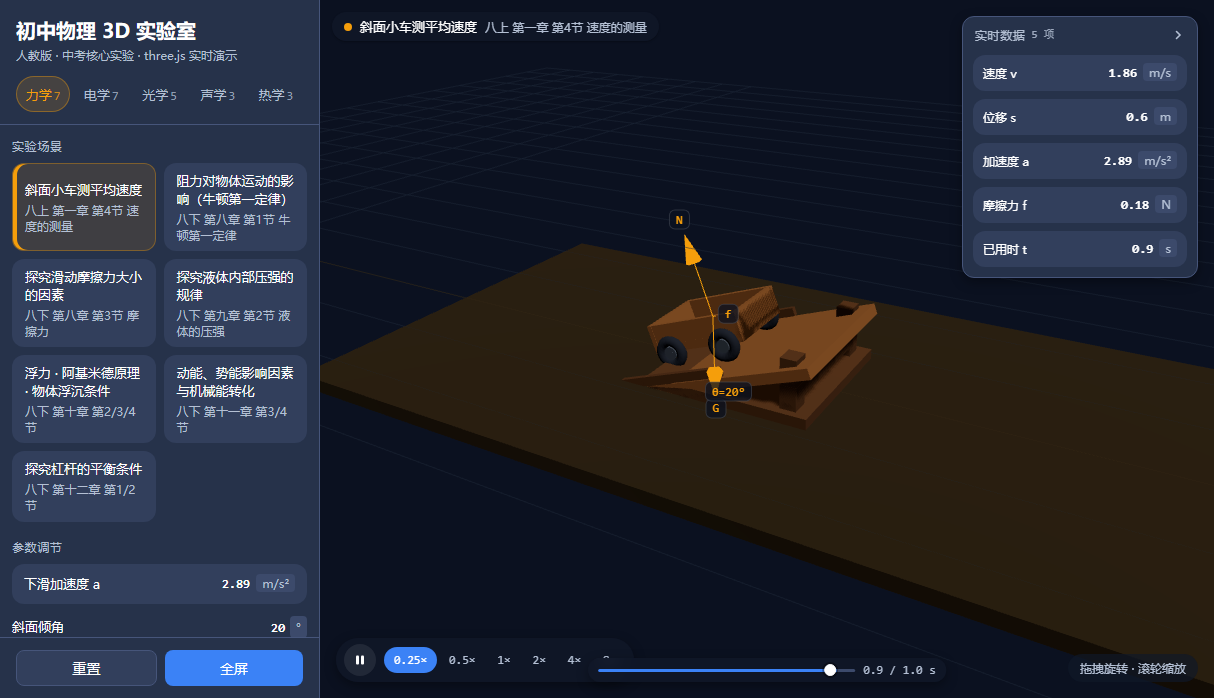 初中物理 3D 实验室
人教版 · 中考核心实验 · three.js 实时演示
力学 7 电学 7 光学 5 声学 3 热学 3
实验场景
斜面小车测平均速度
八上 第一章 第4节 速
度的测量
阻力对物体运动的影
响（牛顿第一定律）
八下 第八章 第1节 牛
顿第一定律
探究滑动摩擦力大小
的因素
八下 第八章 第3节 摩
擦力
探究液体内部压强的
规律
八下 第九章 第2节 液
体的压强
浮力 · 阿基米德原理
· 物体浮沉条件
八下 第十章 第2/3/4
节
动能、势能影响因素
与机械能转化
八下 第十一章 第3/4
节
探究杠杆的平衡条件
八下 第十二章 第1/2
节
参数调节
下滑加速度 a 2.89 m/s²
斜面倾角 20 °
重置 全屏
斜面小车测平均速度 八上 第一章 第4节 速度的测量
N
f
θ=20°
G
实时数据 5 项
速度 v 1.86 m/s
位移 s 0.6 m
加速度 a 2.89 m/s²
摩擦力 f 0.18 N
已用时 t 0.9 s
0.25× 0.5× 1× 2× 4×
0.9 / 1.0 s
拖拽旋转 · 滚轮缩放